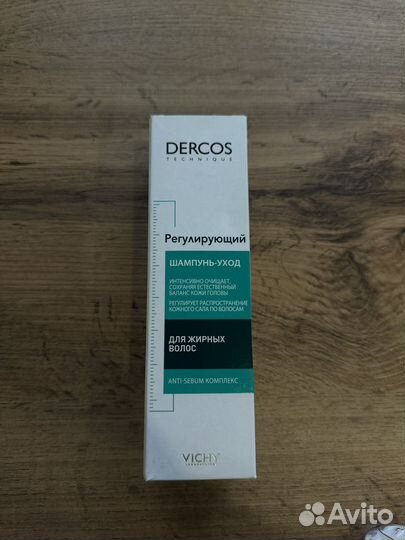 DERCOS
TECHNIQUE
Регулирующий
ШАМПУНЬ-УХОД
ИНТЕНСИВНО ОЧИЩАЕТ,
СОХРАНЯЯ ЕСТЕСТВЕННЫЙ
БАЛАНС КОЖИ ГОЛОВЫ
РЕГУЛИРУЕТ РАСПРОСТРАНЕНИЕ
КОЖНОГО САЛА ПО ВОЛОСАМ
ДЛЯ ЖИРНЫХ
ВОЛОС
ANTI-SEBUM КОМПЛЕКС
VICHY
LABORATOIRES
Avito